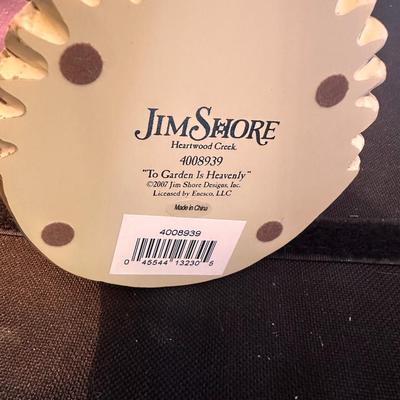 JIM SHORE
Heartwood Creek
4008939
"To Garden Is Heavenly"
©2007 Jim Shore Designs, Inc.
Licensed by Enesco, LLC
Made in China
4008939
0 45544 13230 5